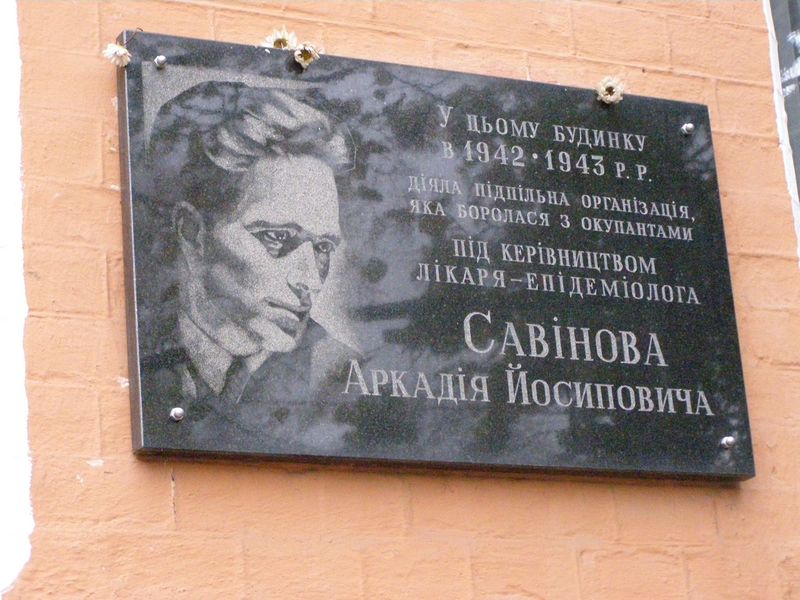 У ЦЬОМУ БУДИНКУ
В 1942 · 1943 Р. Р.
ДІЯЛА ПІДПІЛЬНА ОРГАНІЗАЦІЯ,
ЯКА БОРОЛАСЯ З ОКУПАНТАМИ
ПІД КЕРІВНИЦТВОМ
ЛІКАРЯ-ЕПІДЕМІОЛОГА
САВІНОВА
АРКАДІЯ ЙОСИПОВИЧА